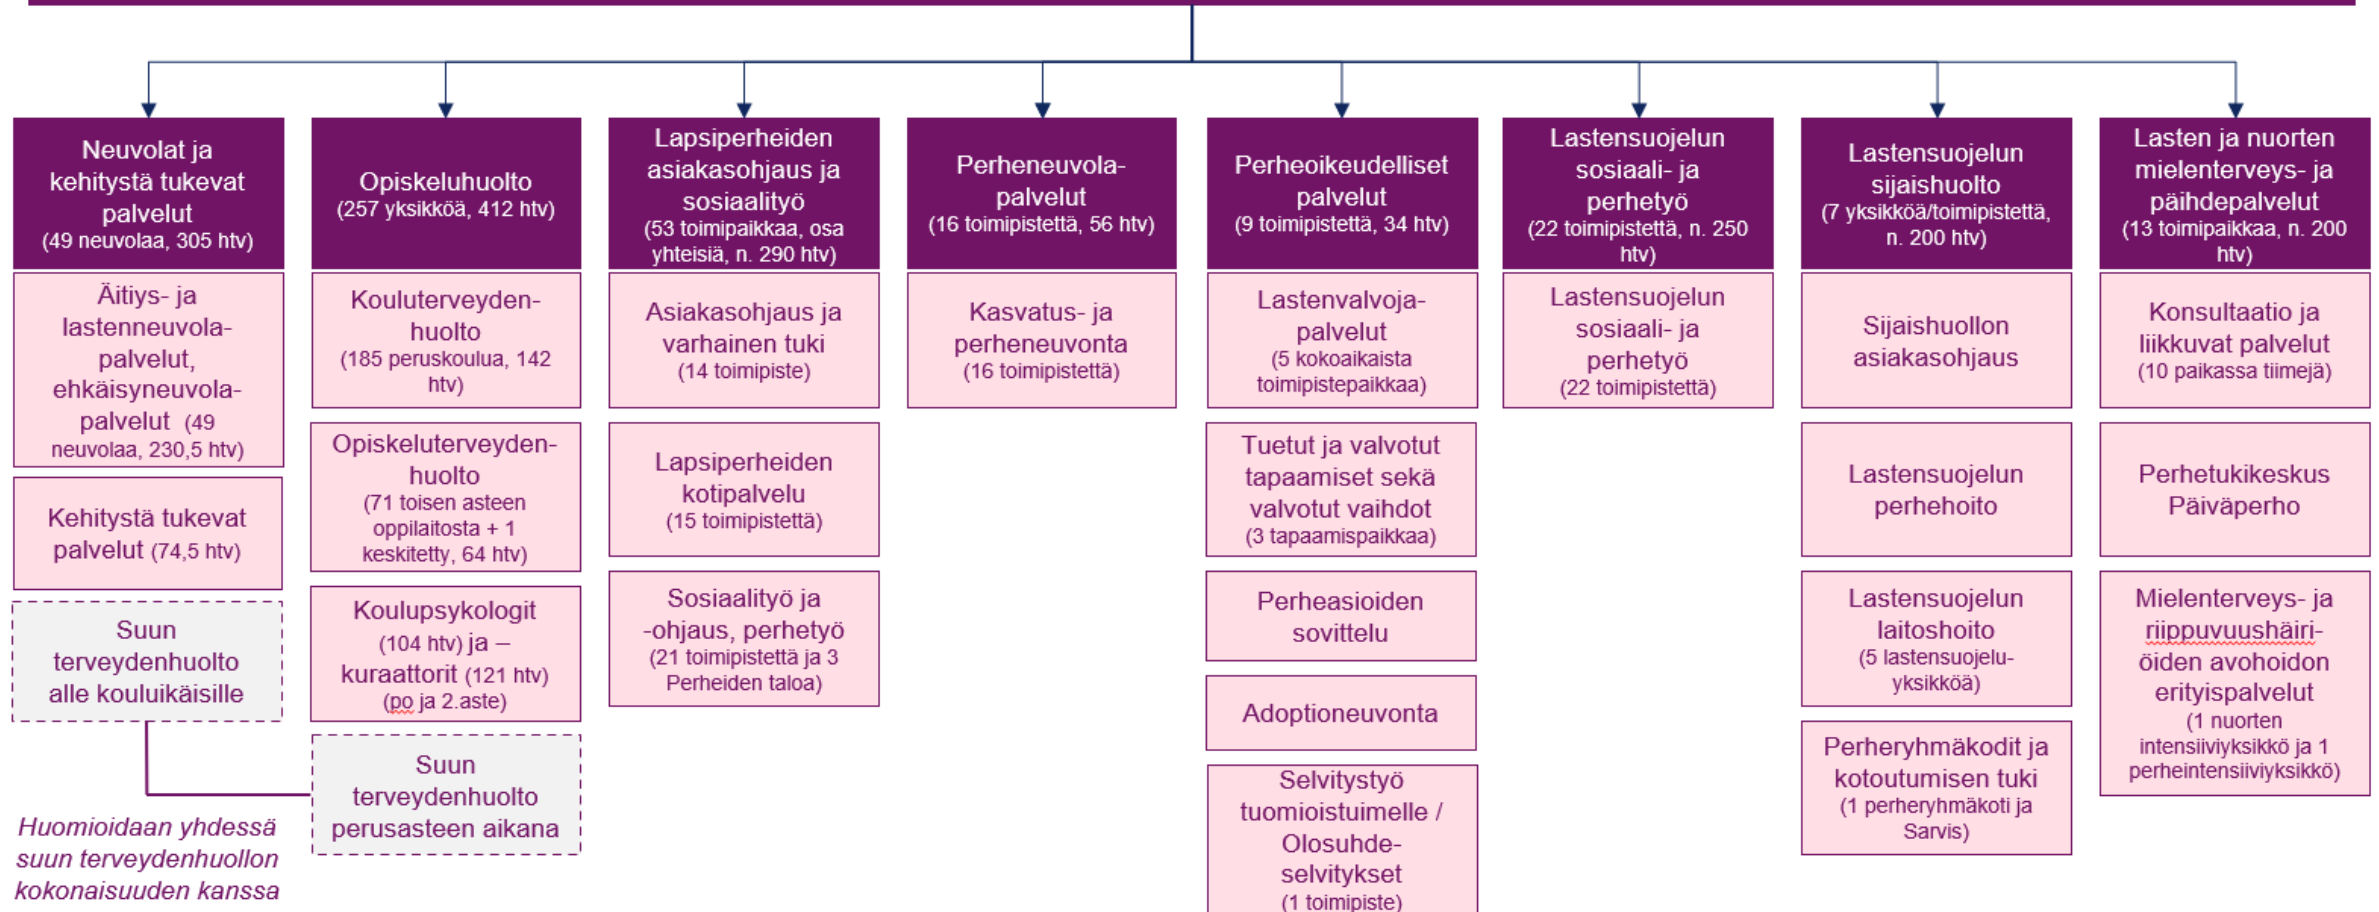 Neuvolat ja
kehitystä tukevat
palvelut
(49 neuvolaa, 305 htv)
Äitiys- ja
lastenneuvola-
palvelut,
ehkäisyneuvola-
palvelut (49
neuvolaa, 230,5 htv)
Kehitystä tukevat
palvelut (74,5 htv)
Suun
terveydenhuolto
alle kouluikäisille
Huomioidaan yhdessä
suun terveydenhuollon
kokonaisuuden kanssa
Opiskeluhuolto
(257 yksikköä, 412 htv)
Kouluterveyden-
huolto
(185 peruskoulua, 142
htv)
Opiskeluterveyden-
huolto
(71 toisen asteen
oppilaitosta + 1
keskitetty, 64 htv)
Koulupsykologit
(104 htv) ja –
kuraattorit (121 htv)
(po ja 2.aste)
Suun
terveydenhuolto
perusasteen aikana
Lapsiperheiden
asiakasohjaus ja
sosiaalityö
(53 toimipaikkaa, osa
yhteisiä, n. 290 htv)
Asiakasohjaus ja
varhainen tuki
(14 toimipiste)
Lapsiperheiden
kotipalvelu
(15 toimipistettä)
Sosiaalityö ja
-ohjaus, perhetyö
(21 toimipistettä ja 3
Perheiden taloa)
Perheneuvola-
palvelut
(16 toimipistettä, 56 htv)
Kasvatus- ja
perheneuvonta
(16 toimipistettä)
Perheoikeudelliset
palvelut
(9 toimipistettä, 34 htv)
Lastenvalvoja-
palvelut
(5 kokoaikaista
toimipistepaikkaa)
Tuetut ja valvotut
tapaamiset sekä
valvotut vaihdot
(3 tapaamispaikkaa)
Perheasioiden
sovittelu
Adoptioneuvonta
Selvitystyö
tuomioistuimelle /
Olosuhde-
selvitykset
(1 toimipiste)
Lastensuojelun
sosiaali- ja
perhetyö
(22 toimipistettä, n. 250
htv)
Lastensuojelun
sosiaali- ja
perhetyö
(22 toimipistettä)
Lastensuojelun
sijaishuolto
(7 yksikköä/toimipistettä,
n. 200 htv)
Sijaishuollon
asiakasohjaus
Lastensuojelun
perhehoito
Lastensuojelun
laitoshoito
(5 lastensuojelu-
yksikköä)
Perheryhmäkodit ja
kotoutumisen tuki
(1 perheryhmäkoti ja
Sarvis)
Lasten ja nuorten
mielenterveys- ja
päihdepalvelut
(13 toimipaikkaa, n. 200
htv)
Konsultaatio ja
liikkuvat palvelut
(10 paikassa tiimejä)
Perhetukikeskus
Päiväperho
Mielenterveys- ja
riippuvuushäiri-
öiden avohoidon
erityispalvelut
(1 nuorten
intensiiviyksikkö ja 1
perheintensiiviyksikkö)